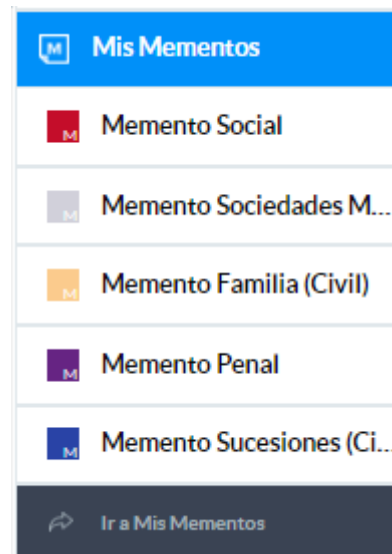 M Mis Mementos
M Memento Social
M Memento Sociedades M...
M Memento Familia (Civil)
M Memento Penal
M Memento Sucesiones (Ci...
Ir a Mis Mementos